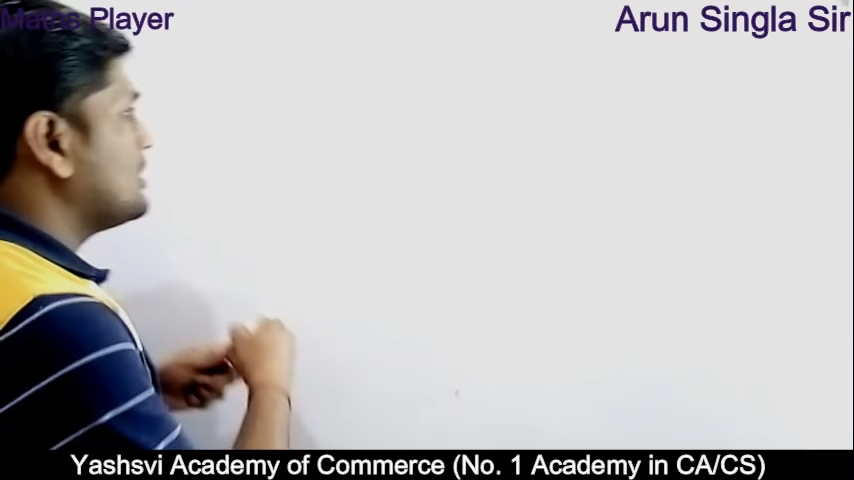 Maths Player
Arun Singla Sir
Yashsvi Academy of Commerce (No. 1 Academy in CA/CS)